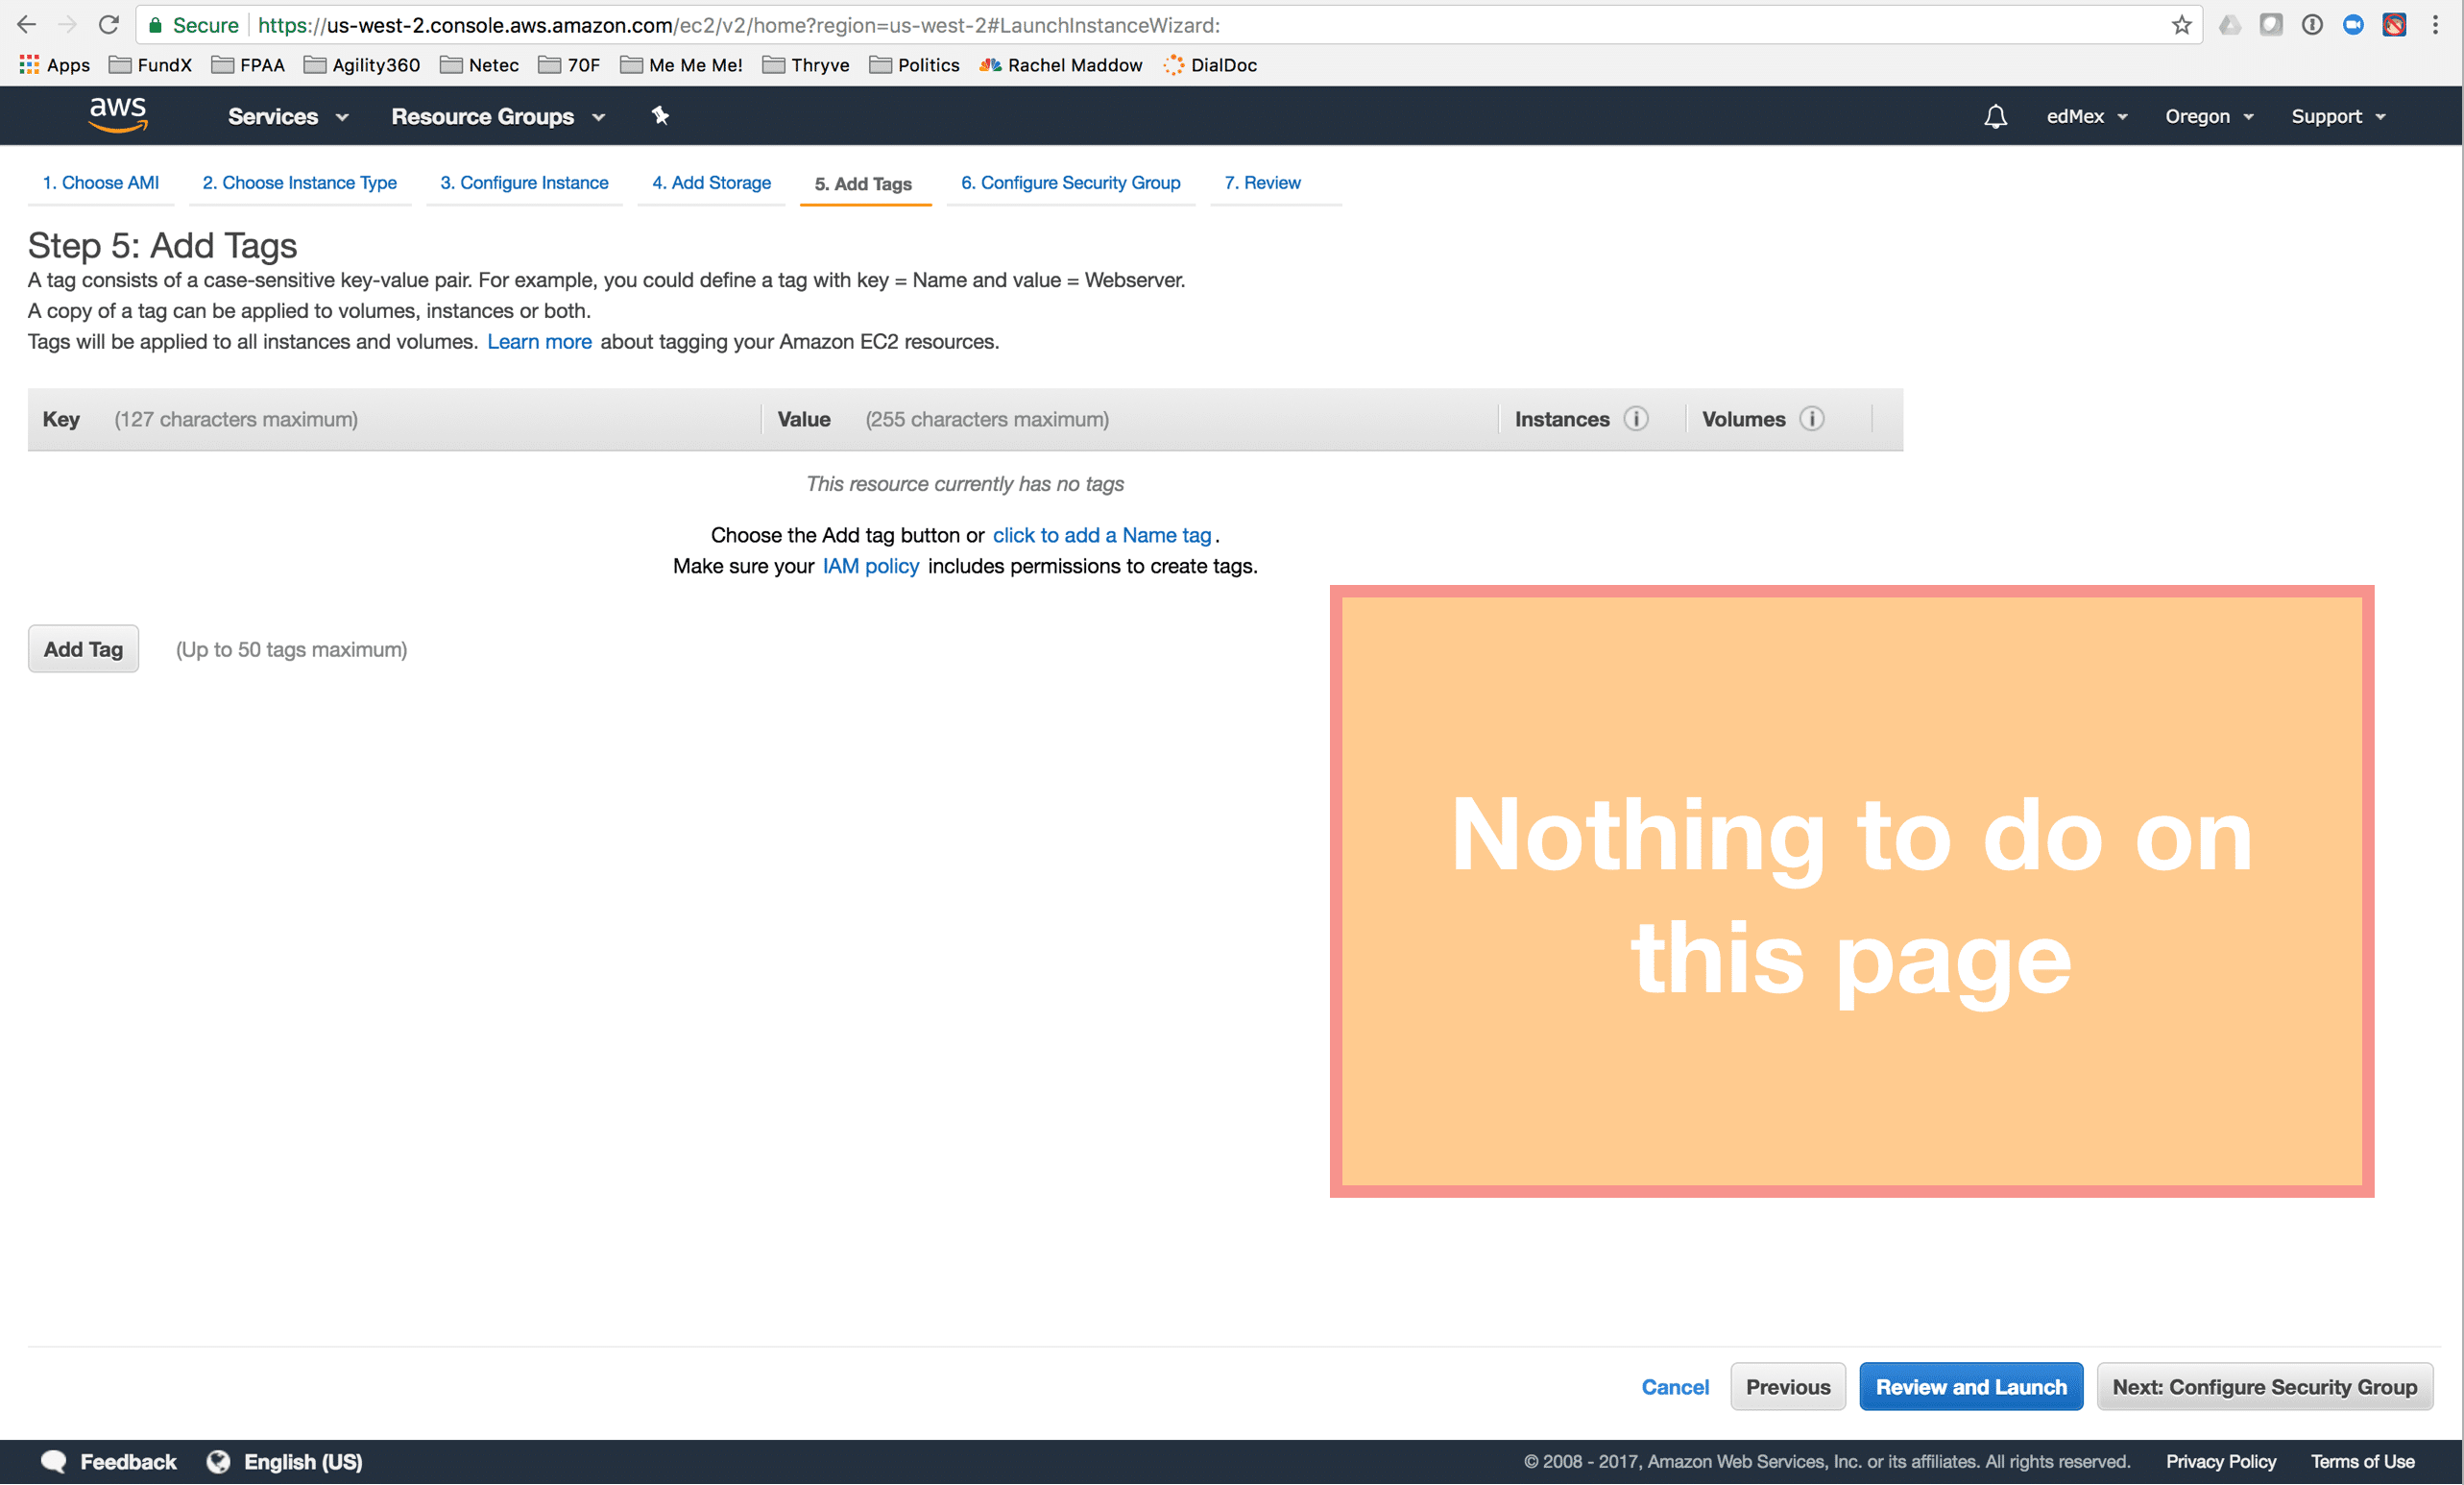 Secure https://us-west-2.console.aws.amazon.com/ec2/v2/home?region=us-west-2#LaunchInstanceWizard:
Apps FundX FPAA Agility360 Netec 70F Me Me Me! Thryve Politics Rachel Maddow DialDoc
aws Services Resource Groups edMex Oregon Support
1. Choose AMI 2. Choose Instance Type 3. Configure Instance 4. Add Storage 5. Add Tags 6. Configure Security Group 7. Review
Step 5: Add Tags
A tag consists of a case-sensitive key-value pair. For example, you could define a tag with key = Name and value = Webserver.
A copy of a tag can be applied to volumes, instances or both.
Tags will be applied to all instances and volumes. Learn more about tagging your Amazon EC2 resources.
Key (127 characters maximum) Value (255 characters maximum) Instances i Volumes i
This resource currently has no tags
Choose the Add tag button or click to add a Name tag.
Make sure your IAM policy includes permissions to create tags.
Add Tag (Up to 50 tags maximum)
Nothing to do on
this page
Cancel Previous Review and Launch Next: Configure Security Group
Feedback English (US) © 2008 - 2017, Amazon Web Services, Inc. or its affiliates. All rights reserved. Privacy Policy Terms of Use